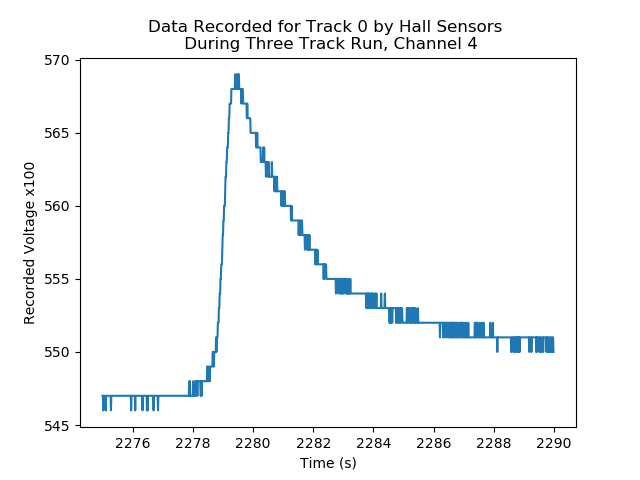 Data Recorded for Track 0 by Hall Sensors
During Three Track Run, Channel 4
570
565
560
555
550
545
Recorded Voltage x100
2276 2278 2280 2282 2284 2286 2288 2290
Time (s)